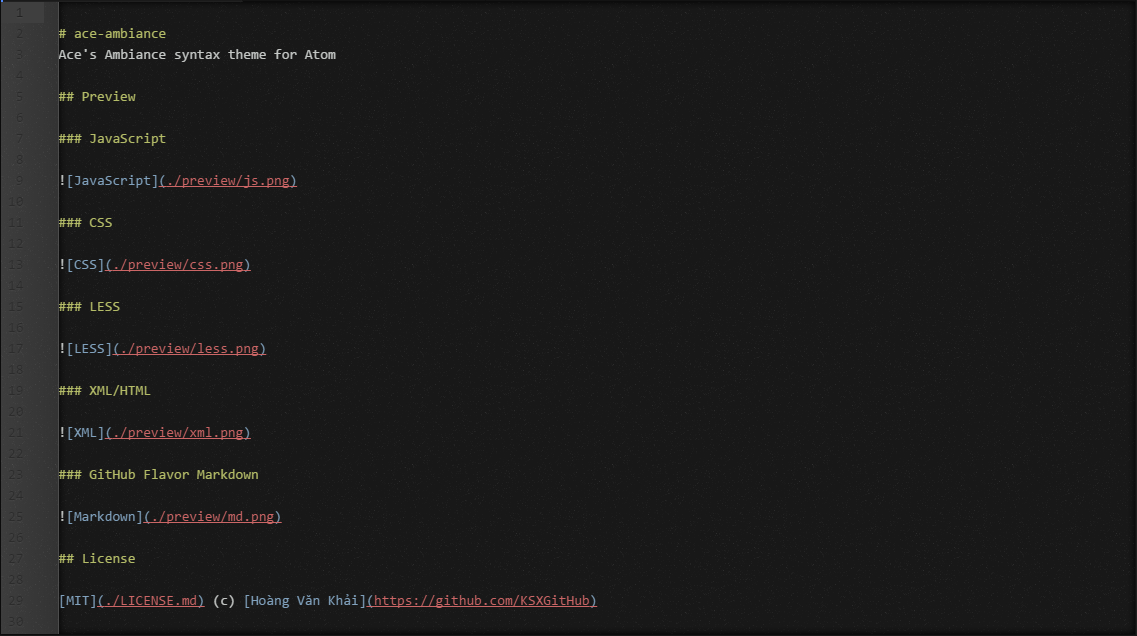 1
2 # ace-ambiance
3 Ace's Ambiance syntax theme for Atom
4
5 ## Preview
6
7 ### JavaScript
8
9 ![JavaScript](./preview/js.png)
10
11 ### CSS
12
13 ![CSS](./preview/css.png)
14
15 ### LESS
16
17 ![LESS](./preview/less.png)
18
19 ### XML/HTML
20
21 ![XML](./preview/xml.png)
22
23 ### GitHub Flavor Markdown
24
25 ![Markdown](./preview/md.png)
26
27 ## License
28
29 [MIT](./LICENSE.md) (c) [Hoàng Văn Khải](https://github.com/KSXGitHub)
30